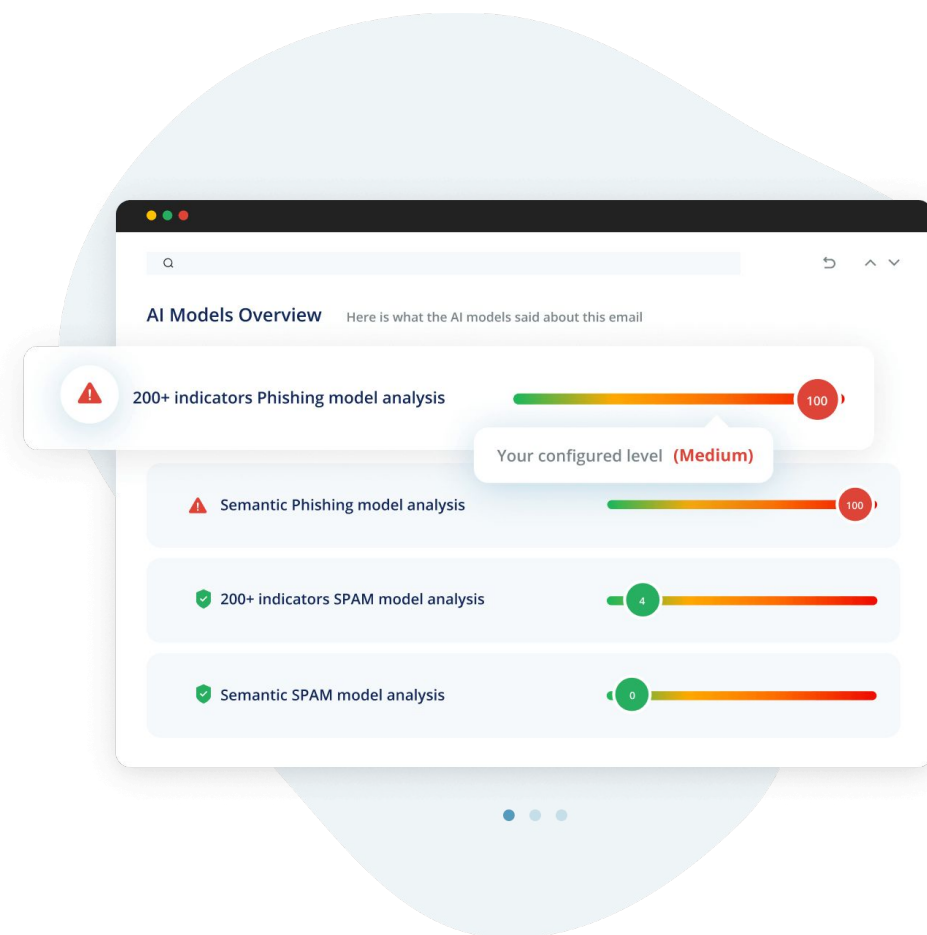 AI Models Overview Here is what the AI models said about this email
200+ indicators Phishing model analysis 100
Your configured level (Medium)
Semantic Phishing model analysis 100
200+ indicators SPAM model analysis 4
Semantic SPAM model analysis 0